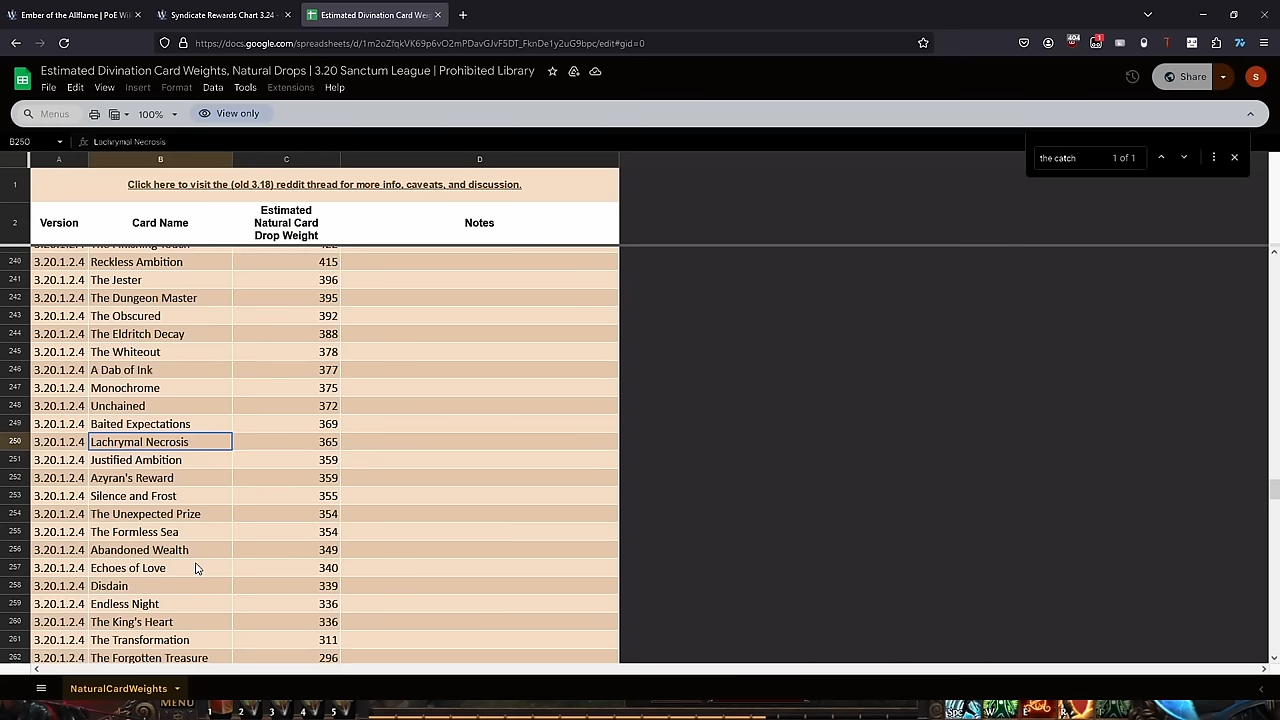 Ember of the Allflame | PoE Wi
Syndicate Rewards Chart 3.24 -
Estimated Divination Card Wei
https://docs.google.com/spreadsheets/d/1m2oZfqkVK69p6vO2mPDavGJvF5DT_FknDe1y2uG9bpc/edit#gid=0
Estimated Divination Card Weights, Natural Drops | 3.20 Sanctum League | Prohibited Library
Share
S
File Edit View Insert Format Data Tools Extensions Help
Menus
100%
View only
B250
Lachrymal Necrosis
the catch 1 of 1
A B C D
1 Click here to visit the (old 3.18) reddit thread for more info, caveats, and discussion.
2 Version Card Name Estimated Natural Card Drop Weight Notes
240 3.20.1.2.4 Reckless Ambition 415
241 3.20.1.2.4 The Jester 396
242 3.20.1.2.4 The Dungeon Master 395
243 3.20.1.2.4 The Obscured 392
244 3.20.1.2.4 The Eldritch Decay 388
245 3.20.1.2.4 The Whiteout 378
246 3.20.1.2.4 A Dab of Ink 377
247 3.20.1.2.4 Monochrome 375
248 3.20.1.2.4 Unchained 372
249 3.20.1.2.4 Baited Expectations 369
250 3.20.1.2.4 Lachrymal Necrosis 365
251 3.20.1.2.4 Justified Ambition 359
252 3.20.1.2.4 Azyran's Reward 359
253 3.20.1.2.4 Silence and Frost 355
254 3.20.1.2.4 The Unexpected Prize 354
255 3.20.1.2.4 The Formless Sea 354
256 3.20.1.2.4 Abandoned Wealth 349
257 3.20.1.2.4 Echoes of Love 340
258 3.20.1.2.4 Disdain 339
259 3.20.1.2.4 Endless Night 336
260 3.20.1.2.4 The King's Heart 336
261 3.20.1.2.4 The Transformation 311
262 3.20.1.2.4 The Forgotten Treasure 296
NaturalCardWeights
MENU 2 3 4 5